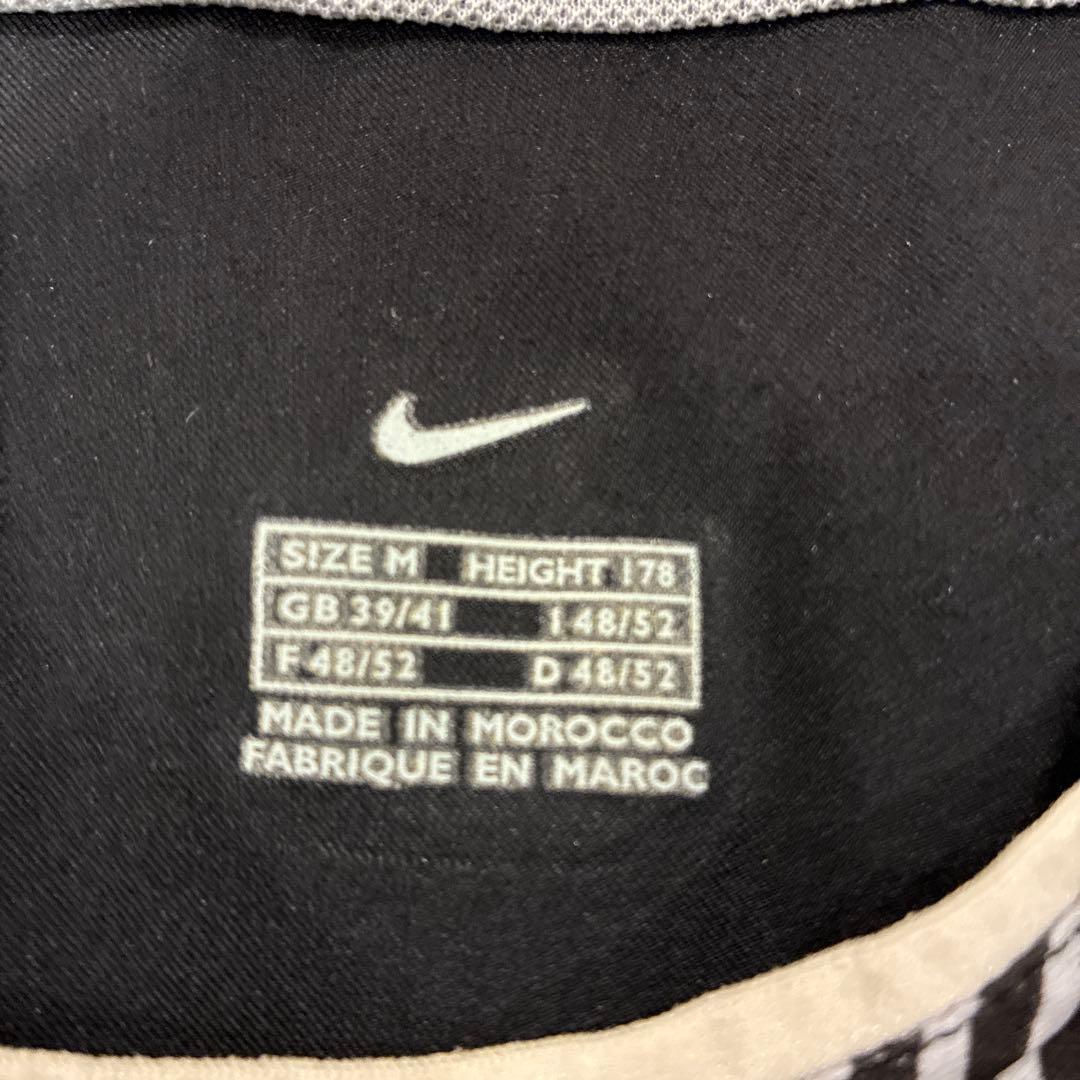 SIZE M HEIGHT 178
GB 39/41 I 48/52
F 48/52 D 48/52
MADE IN MOROCCO
FABRIQUE EN MAROC